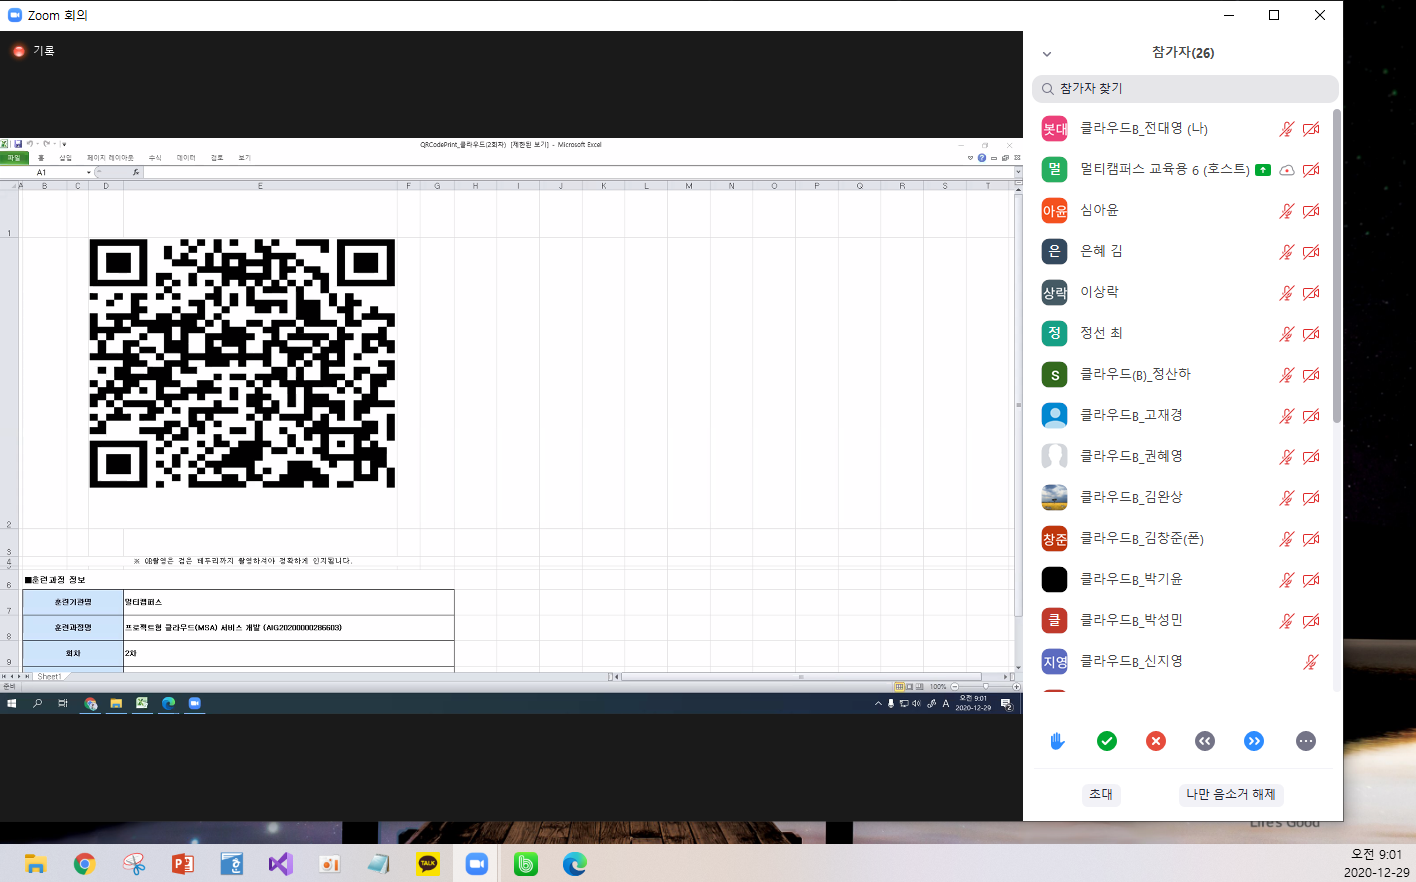 Zoom 회의
기록
QRCodePrint_클라우드(2회차) [제한된 보기] - Microsoft Excel
파일 홈 삽입 페이지 레이아웃 수식 데이터 검토 보기
A1
fx
A B C D E F G H I J K L M N O P Q R S T
1
2
3
4
※ QR촬영은 검은 테두리까지 촬영하셔야 정확하게 인지됩니다.
6 ■훈련과정 정보
7 훈련기관명 멀티캠퍼스
8 훈련과정명 프로젝트형 클라우드(MSA) 서비스 개발 (AIG20200000286603)
9 회차 2차
Sheet1
준비
100%
A
오전 9:01
2020-12-29
2
참가자(26)
참가자 찾기
봇대 클라우드B_전대영 (나)
멀 멀티캠퍼스 교육용 6 (호스트)
아윤 심아윤
은 은혜 김
상락 이상락
정 정선 최
S 클라우드(B)_정산하
클라우드B_고재경
클라우드B_권혜영
클라우드B_김완상
창준 클라우드B_김창준(폰)
클라우드B_박기윤
클 클라우드B_박성민
지영 클라우드B_신지영
초대
나만 음소거 해제
Life's Good
TALK
오전 9:01
2020-12-29